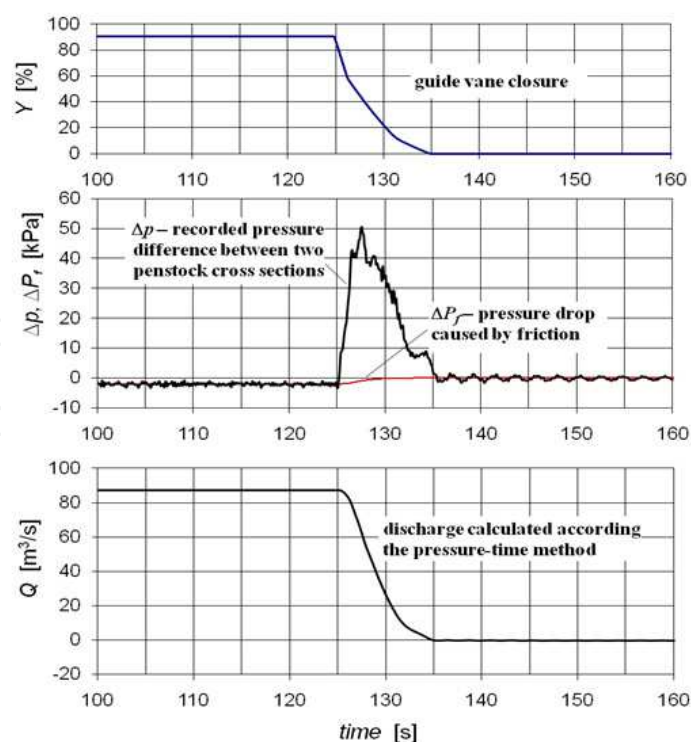 100
80
60
40
20
0
Y [%]
guide vane closure
100 110 120 130 140 150 160
60
50
40
30
20
10
0
-10
Δp, ΔPf [kPa]
Δp – recorded pressure
difference between two
penstock cross sections
ΔPf – pressure drop
caused by friction
100 110 120 130 140 150 160
100
80
60
40
20
0
-20
Q [m³/s]
discharge calculated according
the pressure-time method
100 110 120 130 140 150 160
time [s]